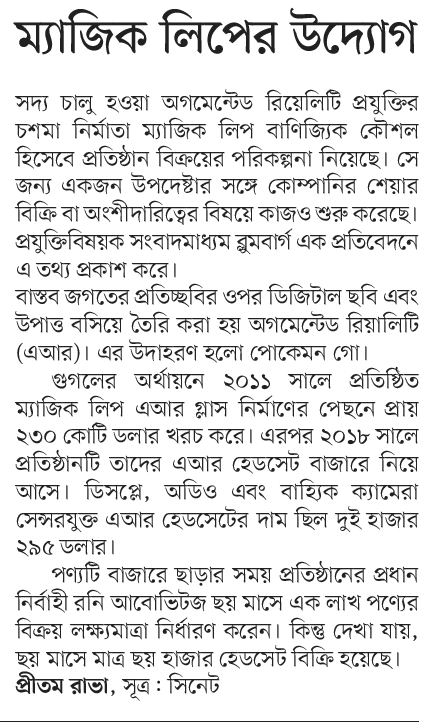 ম্যাজিক লিপের উদ্যোগ
সদ্য চালু হওয়া অগমেন্টেড রিয়েলিটি প্রযুক্তির
চশমা নির্মাতা ম্যাজিক লিপ বাণিজ্যিক কৌশল
হিসেবে প্রতিষ্ঠান বিক্রয়ের পরিকল্পনা নিয়েছে। সে
জন্য একজন উপদেষ্টার সঙ্গে কোম্পানির শেয়ার
বিক্রি বা অংশীদারিত্বের বিষয়ে কাজও শুরু করেছে।
প্রযুক্তিবিষয়ক সংবাদমাধ্যম ব্লুমবার্গ এক প্রতিবেদনে
এ তথ্য প্রকাশ করে।
বাস্তব জগতের প্রতিচ্ছবির ওপর ডিজিটাল ছবি এবং
উপাত্ত বসিয়ে তৈরি করা হয় অগমেন্টেড রিয়ালিটি
(এআর)। এর উদাহরণ হলো পোকেমন গো।
গুগলের অর্থায়নে ২০১১ সালে প্রতিষ্ঠিত
ম্যাজিক লিপ এআর গ্লাস নির্মাণের পেছনে প্রায়
২৩০ কোটি ডলার খরচ করে। এরপর ২০১৮ সালে
প্রতিষ্ঠানটি তাদের এআর হেডসেট বাজারে নিয়ে
আসে। ডিসপ্লে, অডিও এবং বাহ্যিক ক্যামেরা
সেন্সরযুক্ত এআর হেডসেটের দাম ছিল দুই হাজার
২৯৫ ডলার।
পণ্যটি বাজারে ছাড়ার সময় প্রতিষ্ঠানের প্রধান
নির্বাহী রনি আবোভিটজ ছয় মাসে এক লাখ পণ্যের
বিক্রয় লক্ষ্যমাত্রা নির্ধারণ করেন। কিন্তু দেখা যায়,
ছয় মাসে মাত্র ছয় হাজার হেডসেট বিক্রি হয়েছে।
প্রীতম রাভা, সূত্র : সিনেট